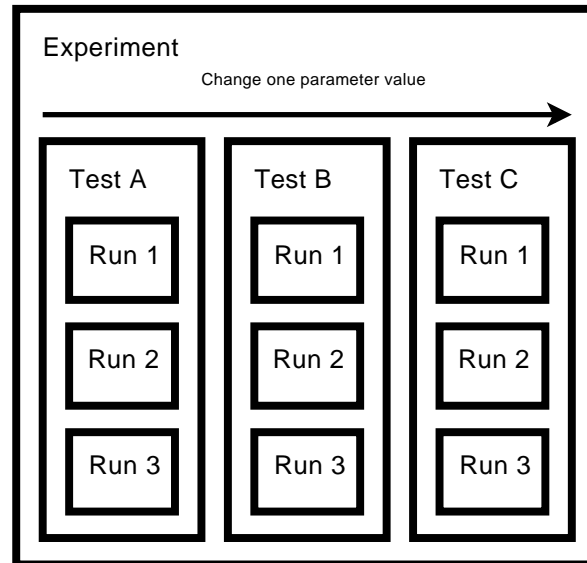 Experiment
Change one parameter value
Test A
Test B
Test C
Run 1
Run 1
Run 1
Run 2
Run 2
Run 2
Run 3
Run 3
Run 3